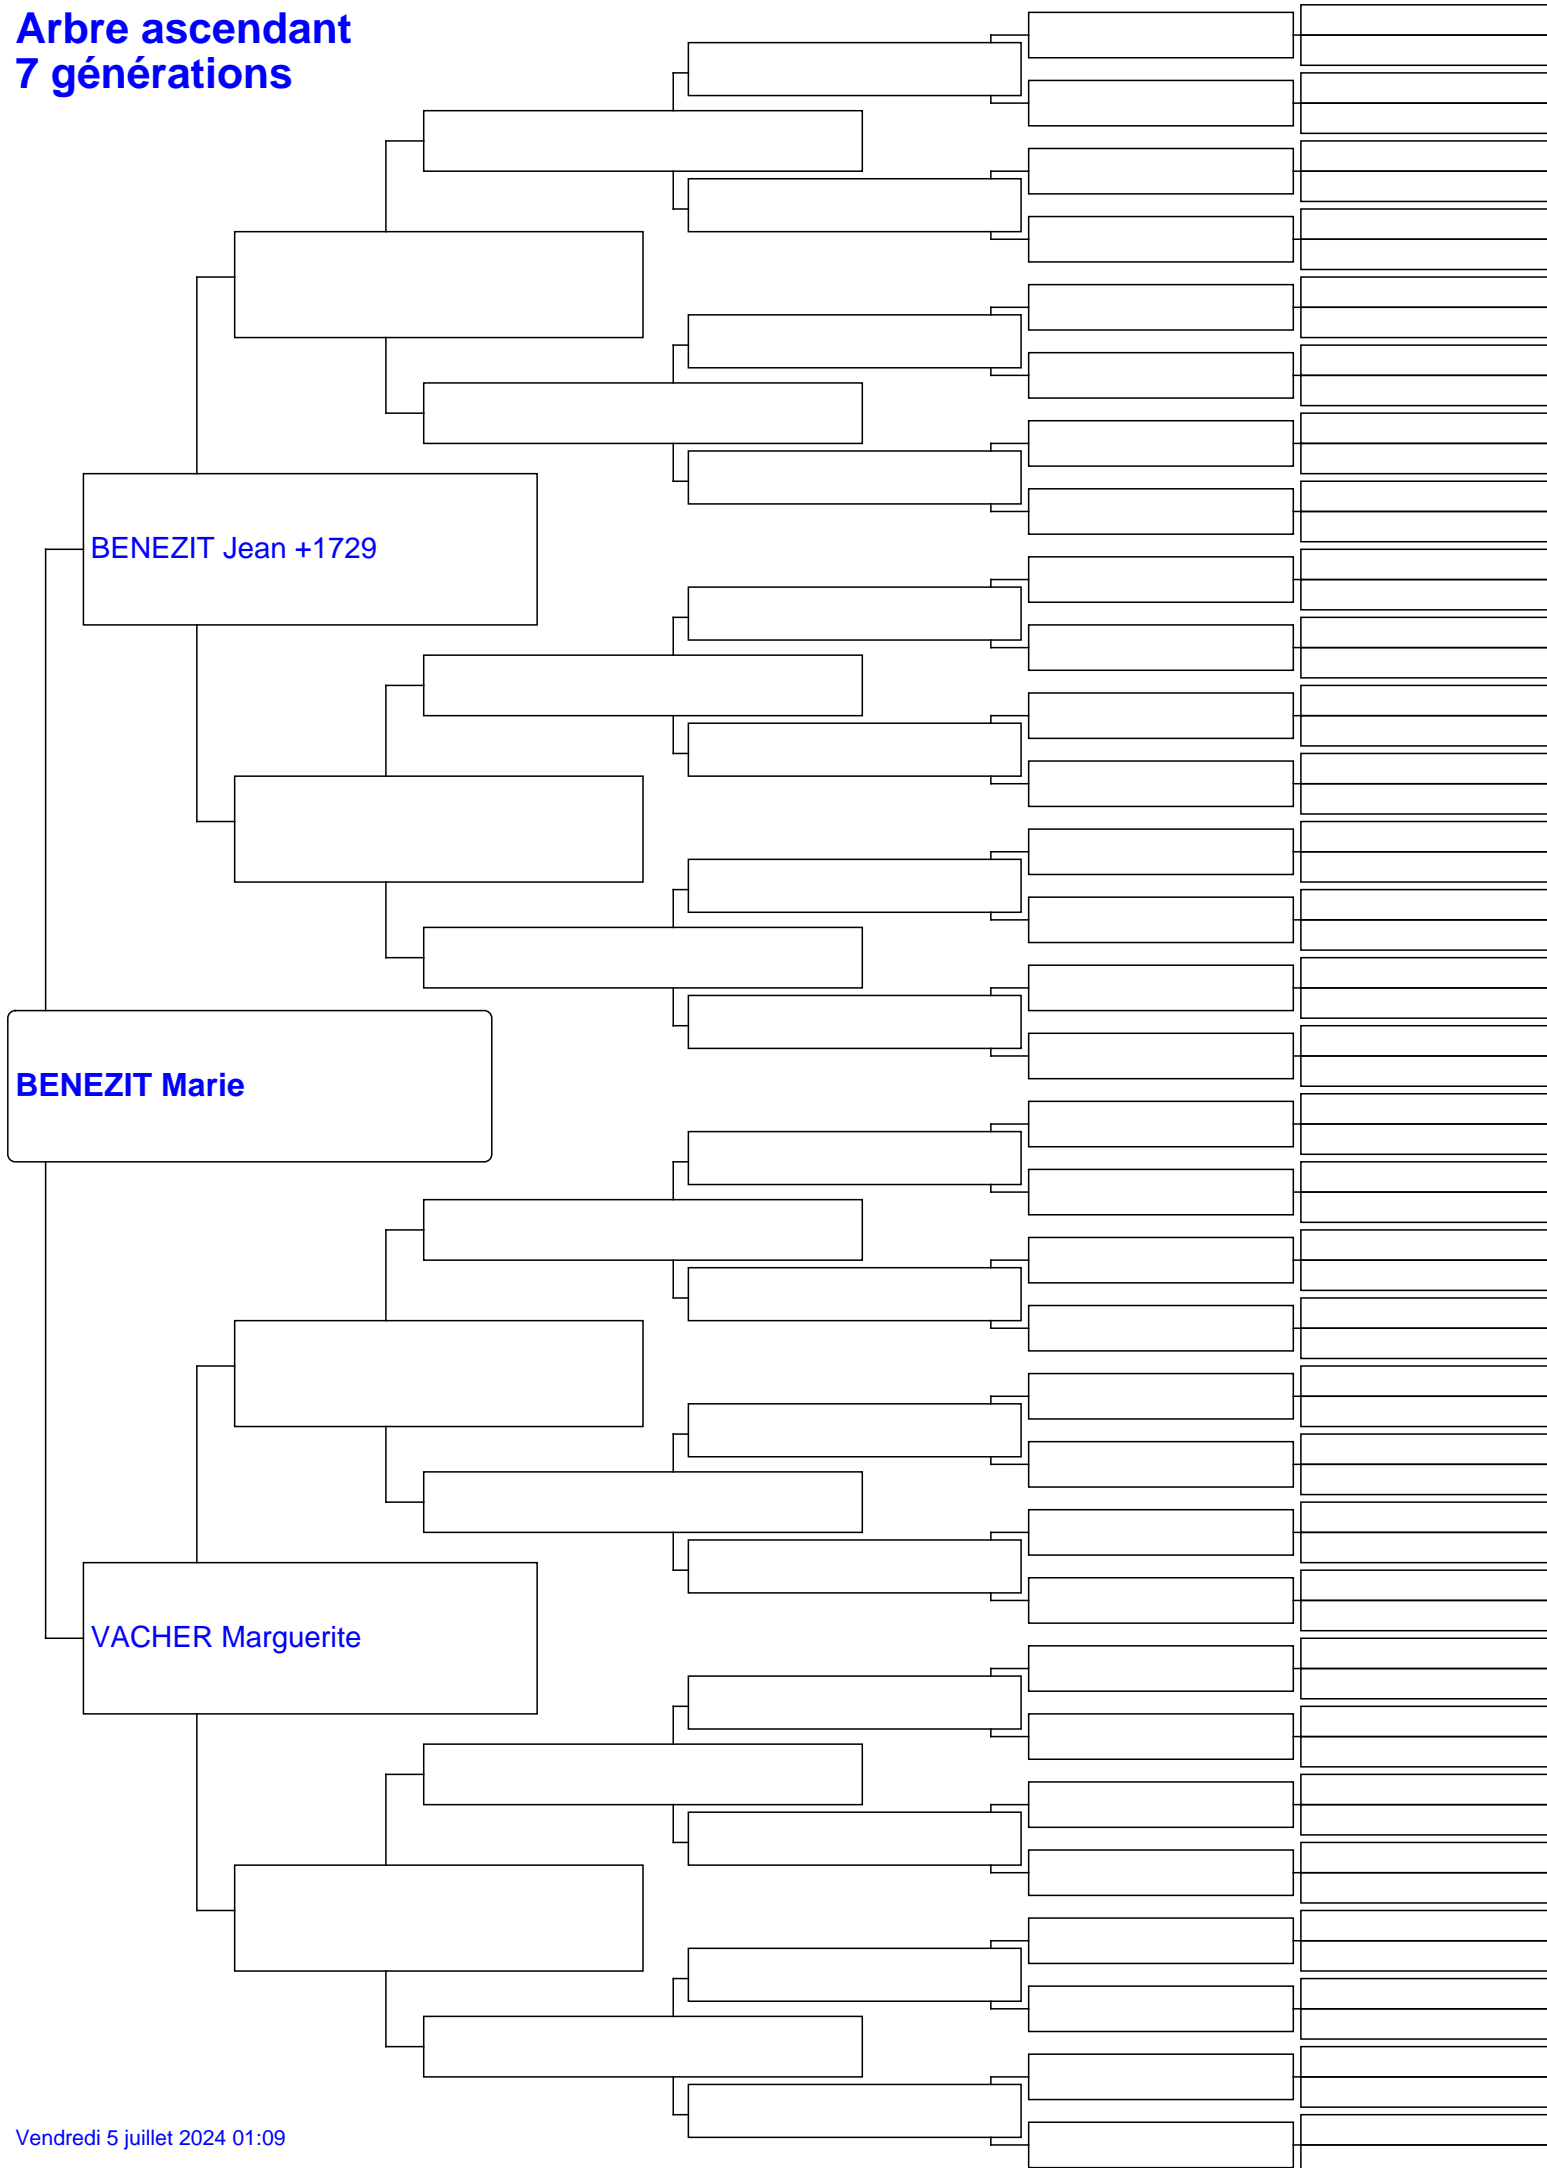 Arbre ascendant
7 générations
BENEZIT Jean +1729
BENEZIT Marie
VACHER Marguerite
Vendredi 5 juillet 2024 01:09